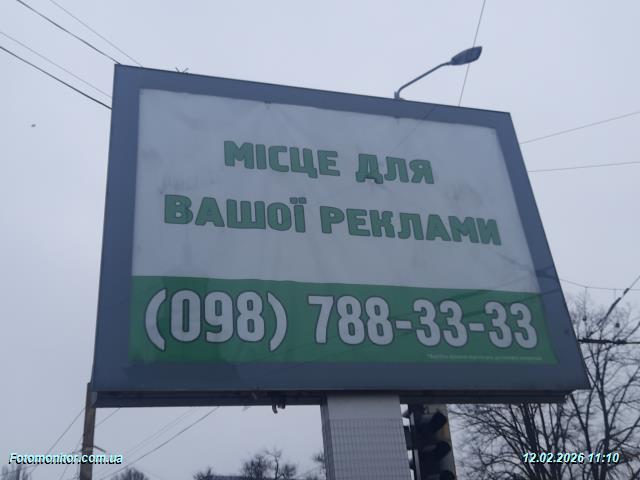 МІСЦЕ ДЛЯ
ВАШОЇ РЕКЛАМИ
(098) 788-33-33
Fotomonitor.com.ua
12.02.2026 11:10